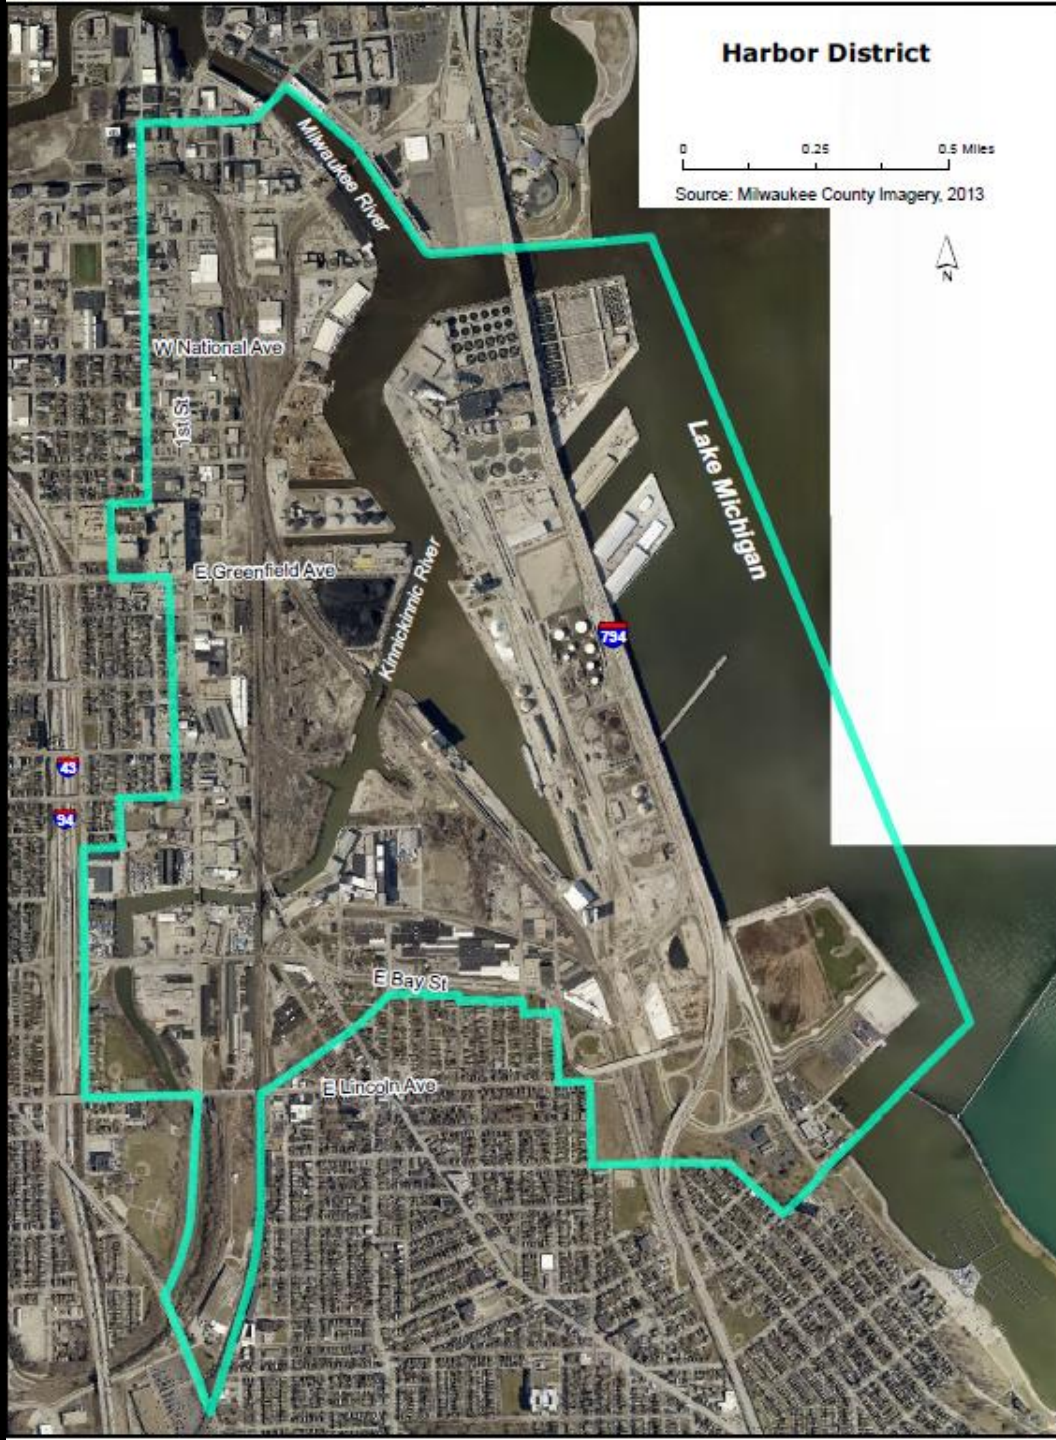 Harbor District
0 0.25 0.5 Miles
Source: Milwaukee County Imagery, 2013
N
Milwaukee River
W National Ave
1st St
Lake Michigan
E Greenfield Ave
Kinnickinnic River
794
43
94
E Bay St
E Lincoln Ave